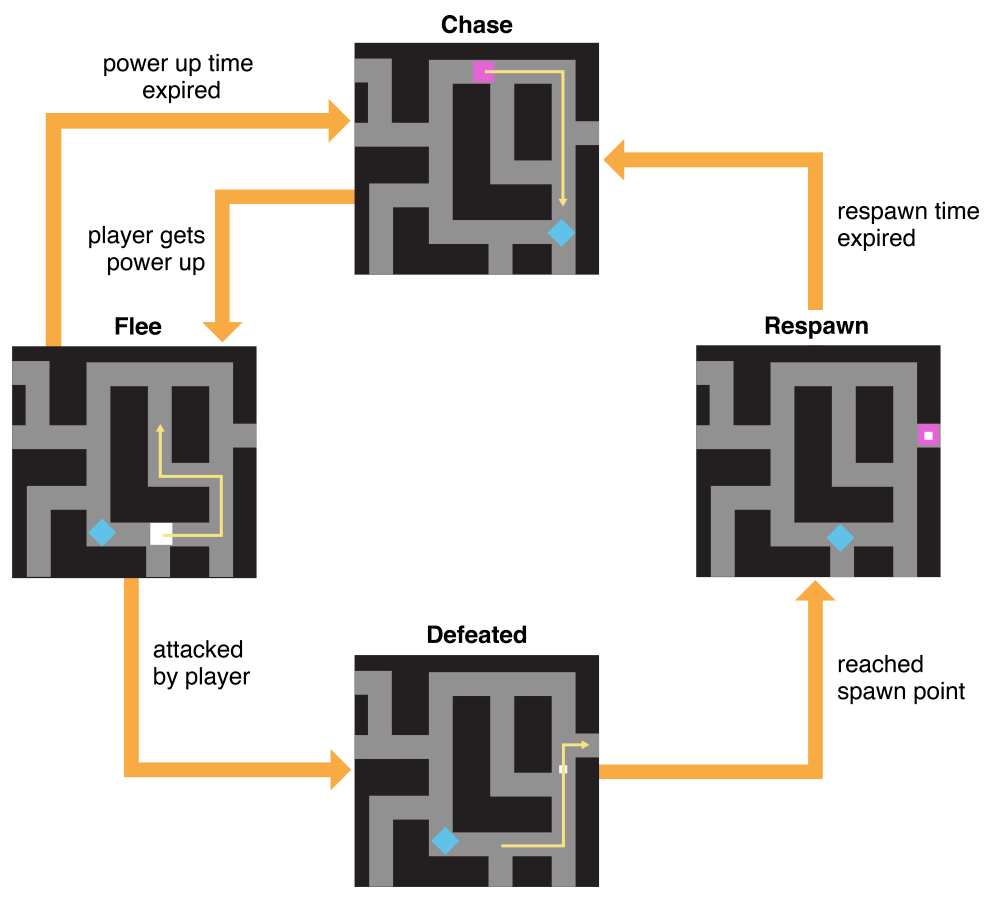 Chase
power up time
expired
player gets
power up
respawn time
expired
Flee
Respawn
attacked
by player
Defeated
reached
spawn point